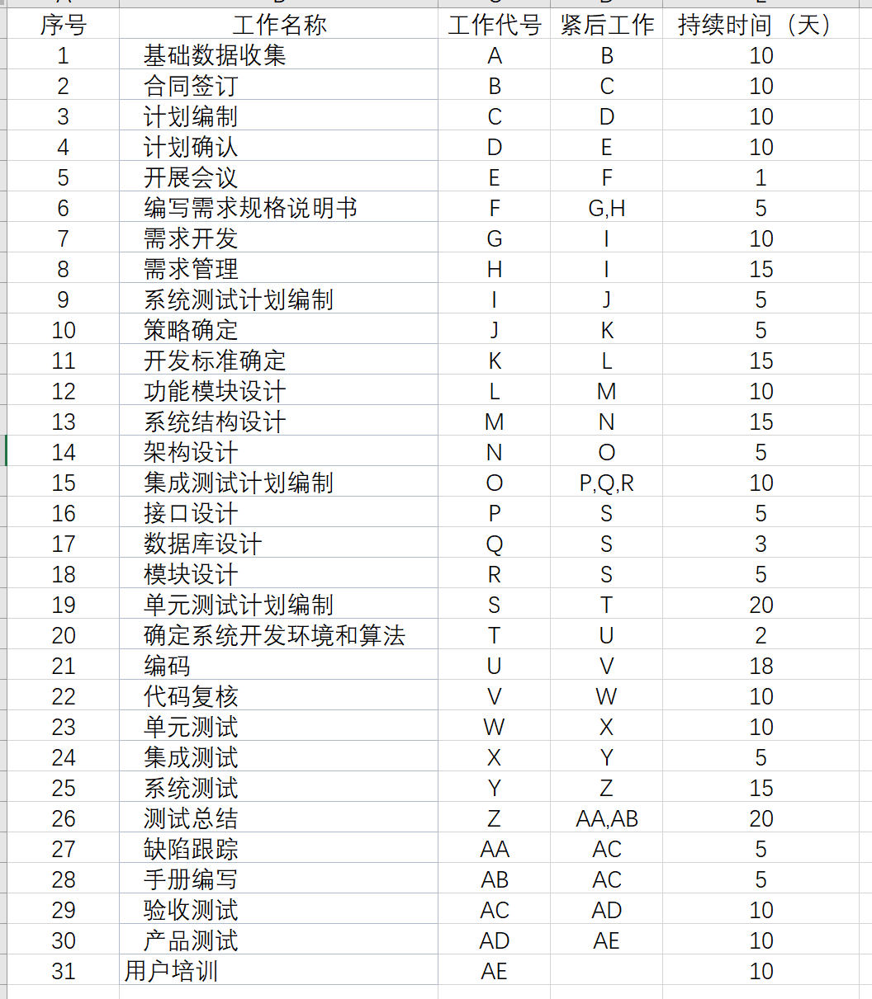 序号 工作名称 工作代号 紧后工作 持续时间（天）
1 基础数据收集 A B 10
2 合同签订 B C 10
3 计划编制 C D 10
4 计划确认 D E 10
5 开展会议 E F 1
6 编写需求规格说明书 F G,H 5
7 需求开发 G I 10
8 需求管理 H I 15
9 系统测试计划编制 I J 5
10 策略确定 J K 5
11 开发标准确定 K L 15
12 功能模块设计 L M 10
13 系统结构设计 M N 15
14 架构设计 N O 5
15 集成测试计划编制 O P,Q,R 10
16 接口设计 P S 5
17 数据库设计 Q S 3
18 模块设计 R S 5
19 单元测试计划编制 S T 20
20 确定系统开发环境和算法 T U 2
21 编码 U V 18
22 代码复核 V W 10
23 单元测试 W X 10
24 集成测试 X Y 5
25 系统测试 Y Z 15
26 测试总结 Z AA,AB 20
27 缺陷跟踪 AA AC 5
28 手册编写 AB AC 5
29 验收测试 AC AD 10
30 产品测试 AD AE 10
31 用户培训 AE 10